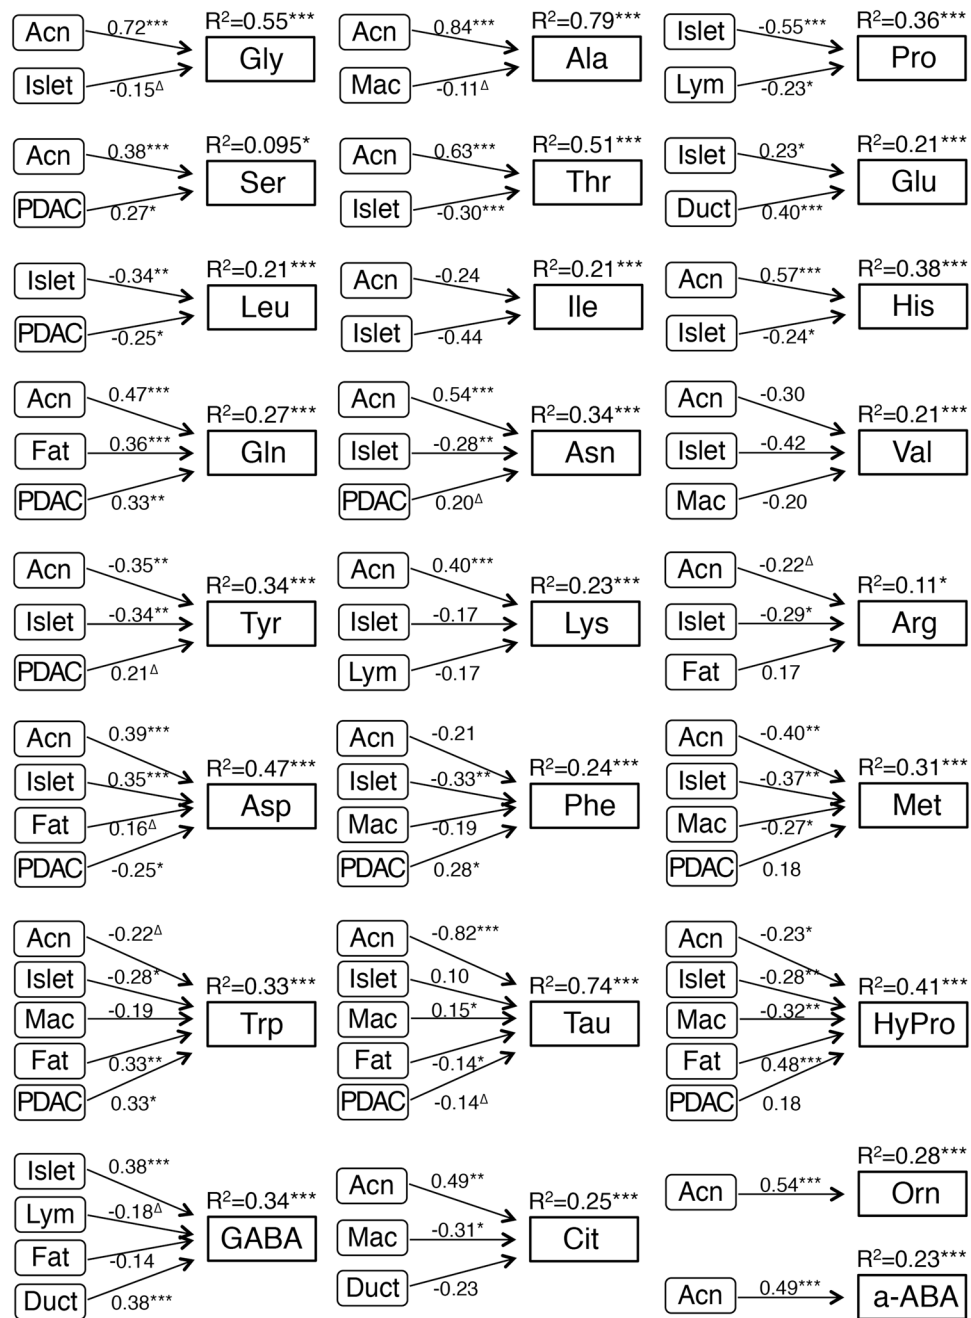 Acn 0.72*** R²=0.55*** Gly
Islet -0.15Δ
Acn 0.84*** R²=0.79*** Ala
Mac -0.11Δ
Islet -0.55*** R²=0.36*** Pro
Lym -0.23*
Acn 0.38*** R²=0.095* Ser
PDAC 0.27*
Acn 0.63*** R²=0.51*** Thr
Islet -0.30***
Islet 0.23* R²=0.21*** Glu
Duct 0.40***
Islet -0.34** R²=0.21*** Leu
PDAC -0.25*
Acn -0.24 R²=0.21*** Ile
Islet -0.44
Acn 0.57*** R²=0.38*** His
Islet -0.24*
Acn 0.47*** R²=0.27*** Gln
Fat 0.36***
PDAC 0.33**
Acn 0.54*** R²=0.34*** Asn
Islet -0.28**
PDAC 0.20Δ
Acn -0.30 R²=0.21*** Val
Islet -0.42
Mac -0.20
Acn -0.35** R²=0.34*** Tyr
Islet -0.34**
PDAC 0.21Δ
Acn 0.40*** R²=0.23*** Lys
Islet -0.17
Lym -0.17
Acn -0.22Δ R²=0.11* Arg
Islet -0.29*
Fat 0.17
Acn 0.39*** R²=0.47*** Asp
Islet 0.35***
Fat 0.16Δ
PDAC -0.25*
Acn -0.21 R²=0.24*** Phe
Islet -0.33**
Mac -0.19
PDAC 0.28*
Acn -0.40** R²=0.31*** Met
Islet -0.37**
Mac -0.27*
PDAC 0.18
Acn -0.22Δ R²=0.33*** Trp
Islet -0.28*
Mac -0.19
Fat 0.33**
PDAC 0.33*
Acn -0.82*** R²=0.74*** Tau
Islet 0.10
Mac 0.15*
Fat -0.14*
PDAC -0.14Δ
Acn -0.23* R²=0.41*** HyPro
Islet -0.28**
Mac -0.32**
Fat 0.48***
PDAC 0.18
Islet 0.38*** R²=0.34*** GABA
Lym -0.18Δ
Fat -0.14
Duct 0.38***
Acn 0.49** R²=0.25*** Cit
Mac -0.31*
Duct -0.23
Acn 0.54*** R²=0.28*** Orn
Acn 0.49*** R²=0.23*** a-ABA